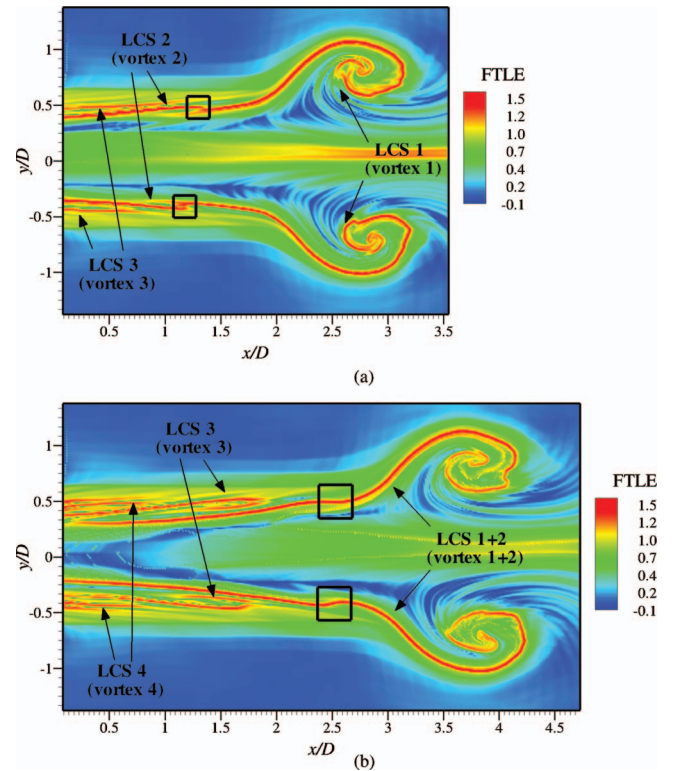 LCS 2
(vortex 2)
LCS 1
(vortex 1)
LCS 3
(vortex 3)
1
0.5
0
-0.5
-1
y/D
0.5
1
1.5
2
2.5
3
3.5
x/D
FTLE
1.5
1.2
1.0
0.7
0.4
0.2
-0.1
(a)
LCS 3
(vortex 3)
LCS 1+2
(vortex 1+2)
LCS 4
(vortex 4)
1
0.5
0
-0.5
-1
y/D
0.5
1
1.5
2
2.5
3
3.5
4
4.5
x/D
FTLE
1.5
1.2
1.0
0.7
0.4
0.2
-0.1
(b)